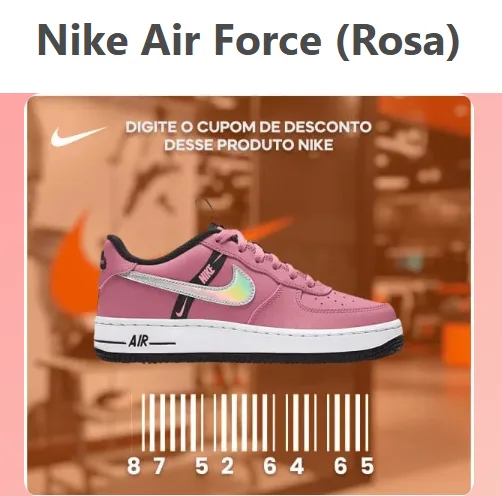 Nike Air Force (Rosa)
DIGITE O CUPOM DE DESCONTO
DESSE PRODUTO NIKE
NIKE
AIR
87 52 64 65